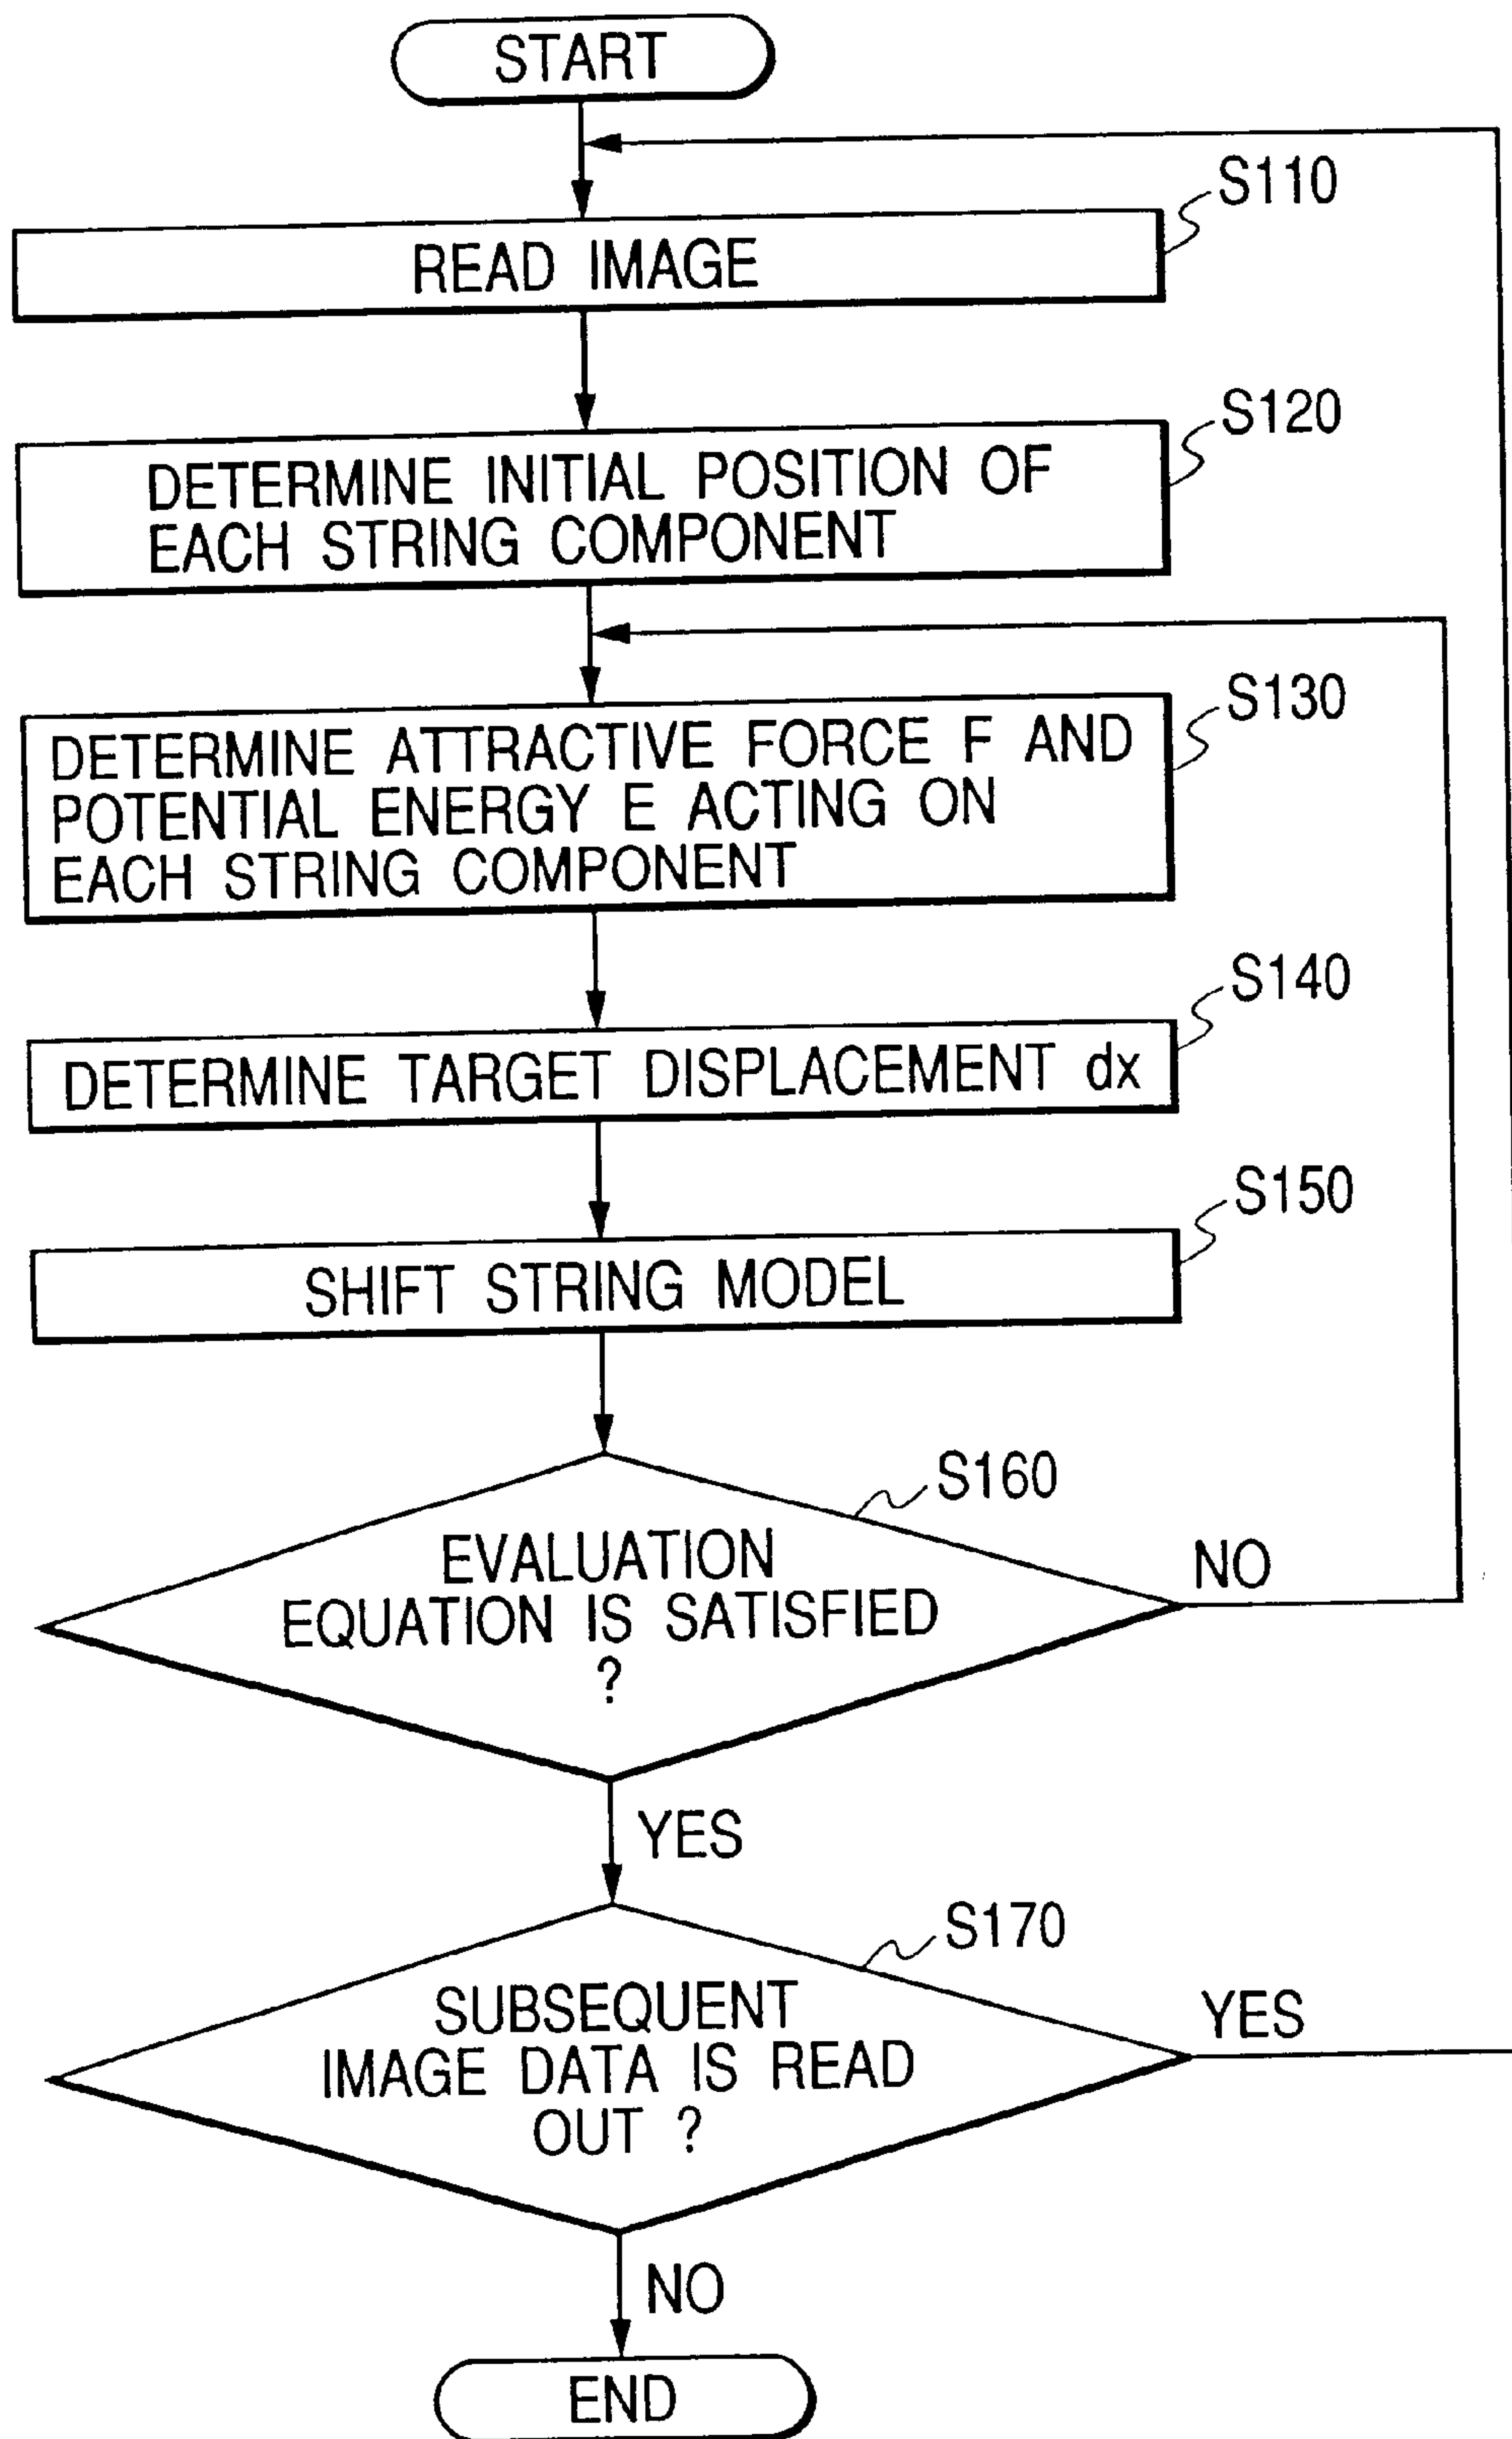 START
S110
READ IMAGE
S120
DETERMINE INITIAL POSITION OF
EACH STRING COMPONENT
S130
DETERMINE ATTRACTIVE FORCE F AND
POTENTIAL ENERGY E ACTING ON
EACH STRING COMPONENT
S140
DETERMINE TARGET DISPLACEMENT dx
S150
SHIFT STRING MODEL
S160
EVALUATION
EQUATION IS SATISFIED
?
NO
YES
S170
SUBSEQUENT
IMAGE DATA IS READ
OUT ?
YES
NO
END